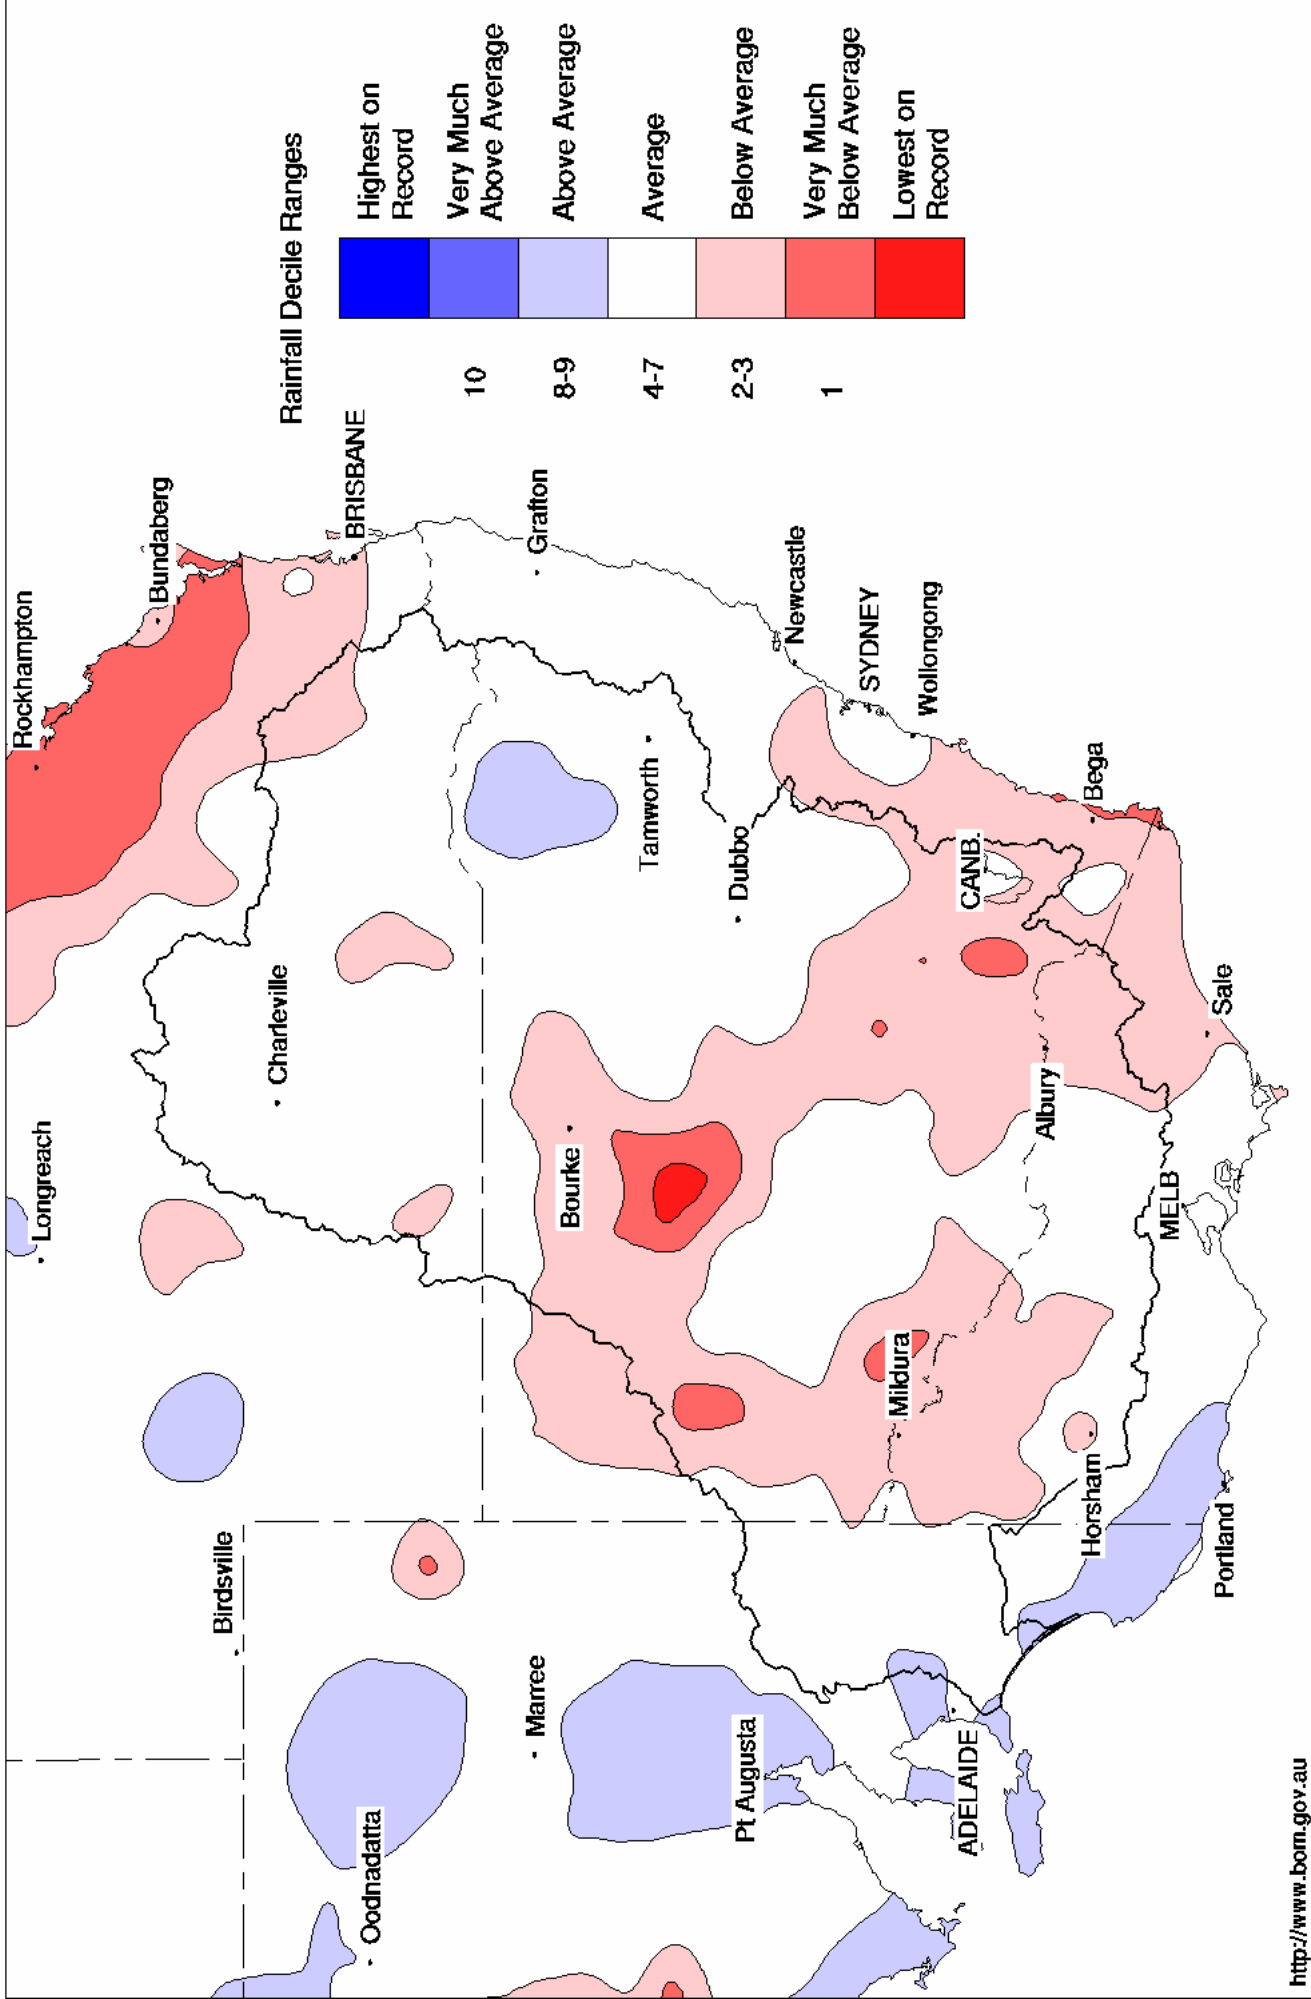 Rockhampton
Longreach
Bundaberg
Birdsville
Charleville
BRISBANE
Oodnadatta
Marree
Grafton
Bourke
Tamworth
Dubbo
Newcastle
Pt Augusta
SYDNEY
Mildura
Wollongong
ADELAIDE
CANB.
Albury
Bega
Horsham
MELB
Sale
Portland
Rainfall Decile Ranges
Highest on
Record
10
Very Much
Above Average
8-9
Above Average
4-7
Average
2-3
Below Average
1
Very Much
Below Average
Lowest on
Record
http://www.bom.gov.au